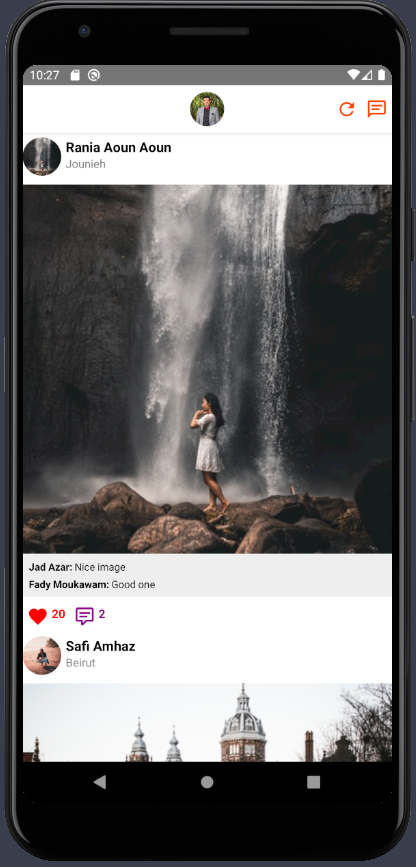 10:27
Rania Aoun Aoun
Jounieh
Jad Azar: Nice image
Fady Moukawam: Good one
20 2
Safi Amhaz
Beirut